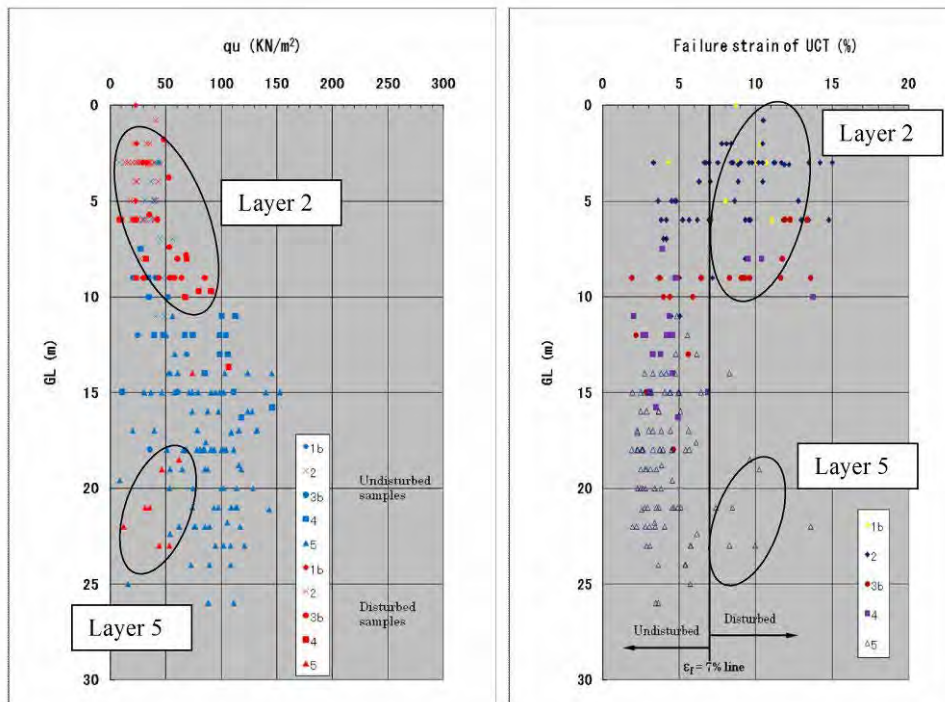 qu (KN/m²)
0 50 100 150 200 250 300
0
5
10
15
20
25
30
GL (m)
Layer 2
Layer 5
1b
2
3b
4
5
1b
2
3b
4
5
Undisturbed samples
Disturbed samples
Failure strain of UCT (%)
0 5 10 15 20
0
5
10
15
20
25
30
GL (m)
Layer 2
Layer 5
1b
2
3b
4
5
Undisturbed
Disturbed
εf = 7% line